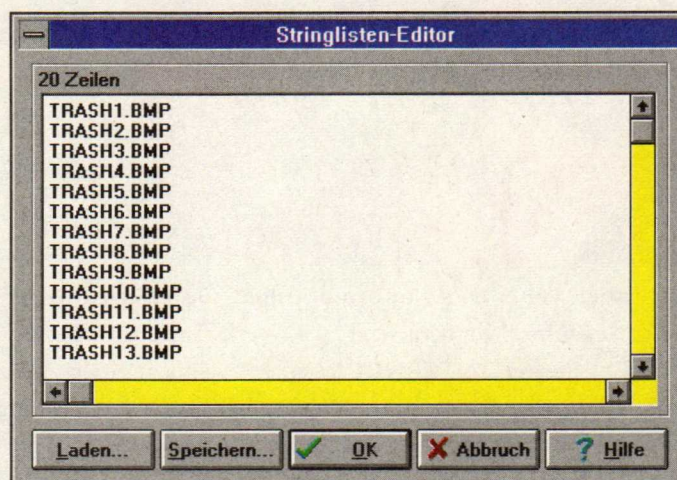 Stringlisten-Editor
20 Zeilen
TRASH1.BMP
TRASH2.BMP
TRASH3.BMP
TRASH4.BMP
TRASH5.BMP
TRASH6.BMP
TRASH7.BMP
TRASH8.BMP
TRASH9.BMP
TRASH10.BMP
TRASH11.BMP
TRASH12.BMP
TRASH13.BMP
Laden... Speichern... OK Abbruch ? Hilfe